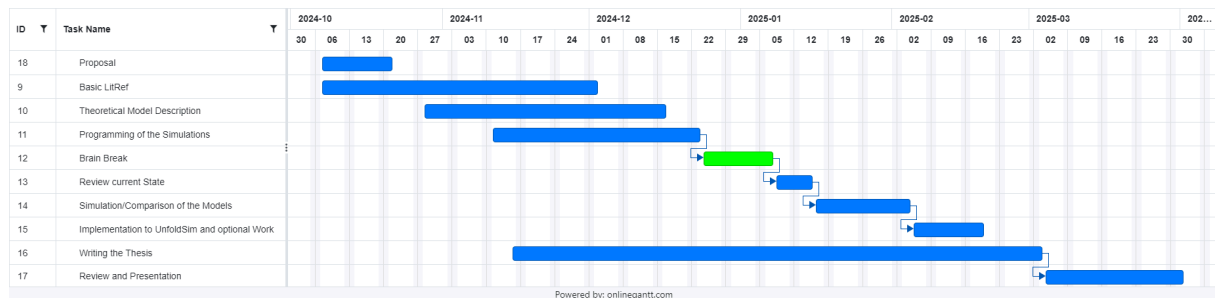 2024-10 2024-11 2024-12 2025-01 2025-02 2025-03 202...
ID Task Name
30 06 13 20 27 03 10 17 24 01 08 15 22 29 05 12 19 26 02 09 16 23 02 09 16 23 30
18 Proposal
9 Basic LitRef
10 Theoretical Model Description
11 Programming of the Simulations
12 Brain Break
13 Review current State
14 Simulation/Comparison of the Models
15 Implementation to UnfoldSim and optional Work
16 Writing the Thesis
17 Review and Presentation
Powered by: onlinegantt.com